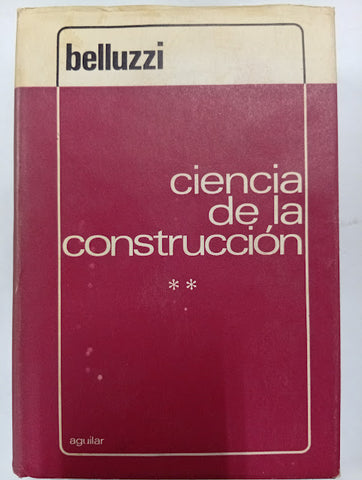 belluzzi
ciencia
de la
construcción
**
aguilar